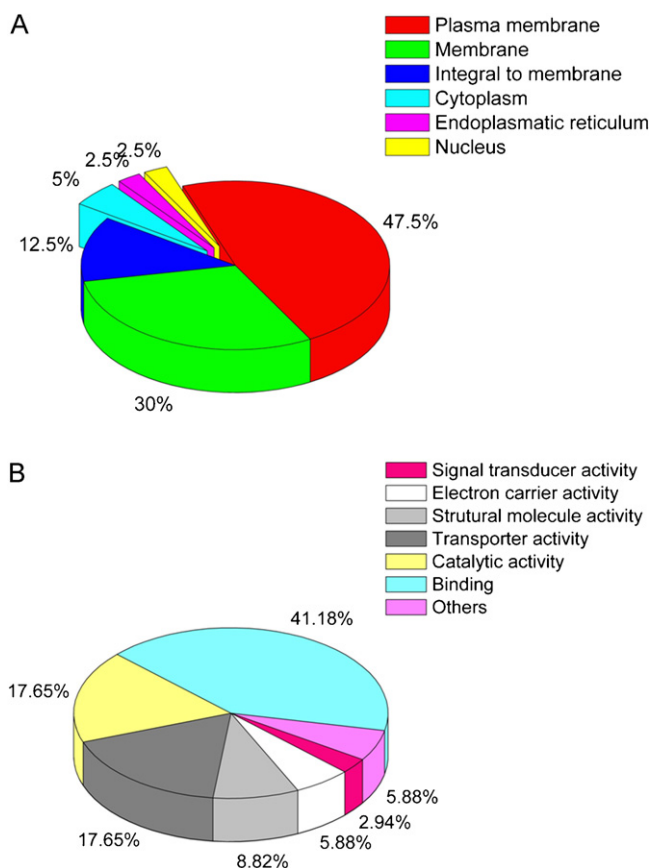 A
Plasma membrane
Membrane
Integral to membrane
Cytoplasm
Endoplasmatic reticulum
Nucleus
2.5%
2.5%
5%
12.5%
47.5%
30%
B
Signal transducer activity
Electron carrier activity
Strutural molecule activity
Transporter activity
Catalytic activity
Binding
Others
41.18%
17.65%
17.65%
8.82%
5.88%
2.94%
5.88%